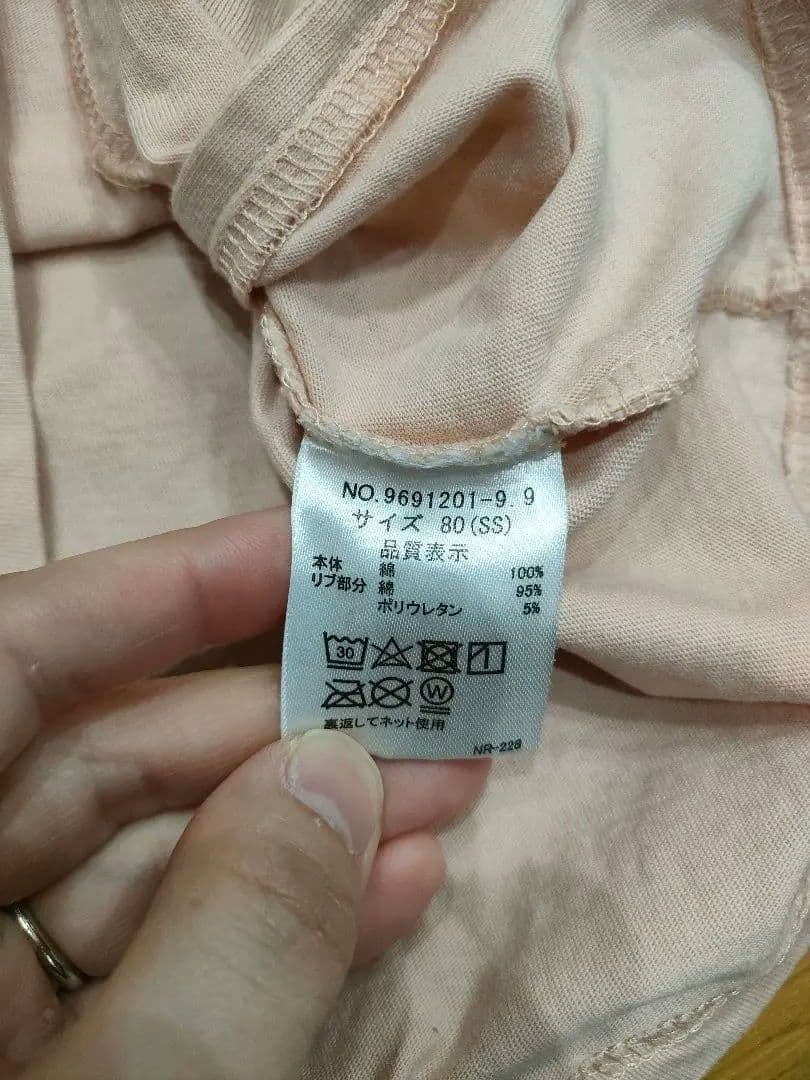 NO.9691201-9.9
サイズ 80(SS)
品質表示
本体 綿 100%
リブ部分 綿 95%
ポリウレタン 5%
30
W
裏返してネット使用
NR-228